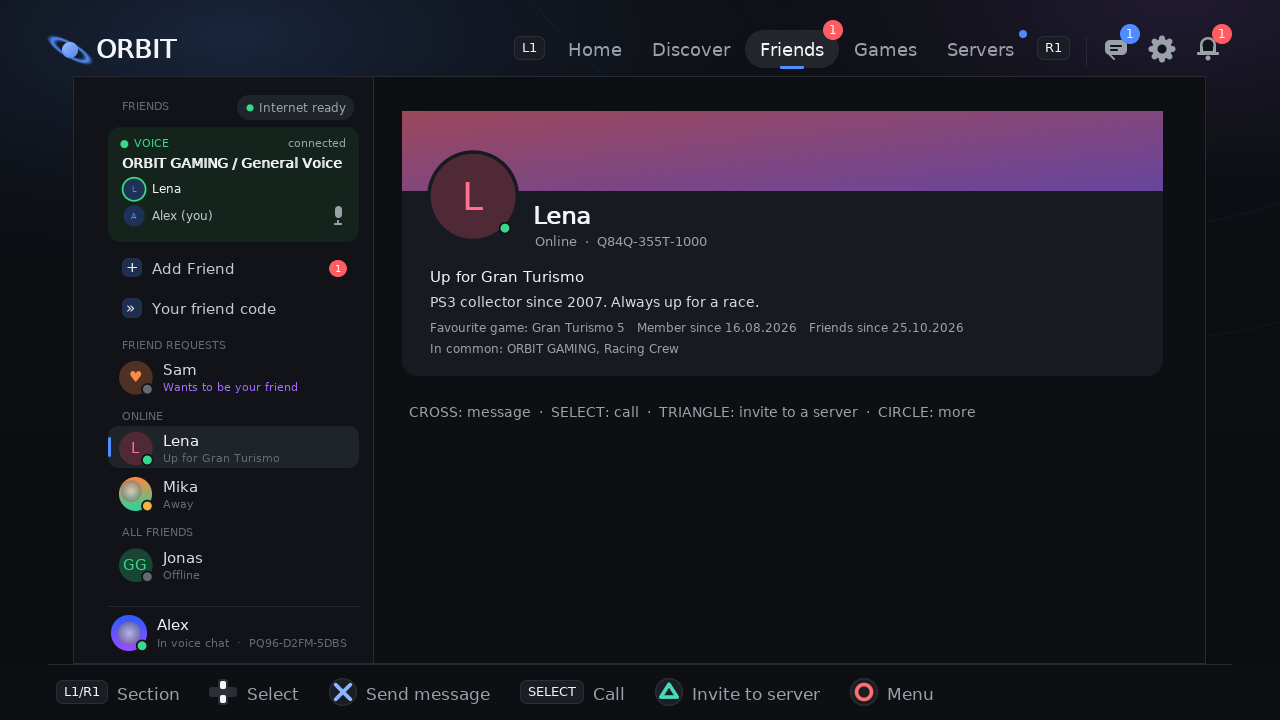 ORBIT
L1 Home Discover Friends 1 Games Servers R1 1 1
FRIENDS Internet ready
VOICE connected
ORBIT GAMING / General Voice
L Lena
A Alex (you)
+ Add Friend 1
» Your friend code
FRIEND REQUESTS
Sam
Wants to be your friend
ONLINE
L Lena
Up for Gran Turismo
Mika
Away
ALL FRIENDS
GG Jonas
Offline
Alex
In voice chat · PQ96-D2FM-5DBS
L
Lena
Online · Q84Q-355T-1000
Up for Gran Turismo
PS3 collector since 2007. Always up for a race.
Favourite game: Gran Turismo 5 Member since 16.08.2026 Friends since 25.10.2026
In common: ORBIT GAMING, Racing Crew
CROSS: message · SELECT: call · TRIANGLE: invite to a server · CIRCLE: more
L1/R1 Section Select Send message SELECT Call Invite to server Menu